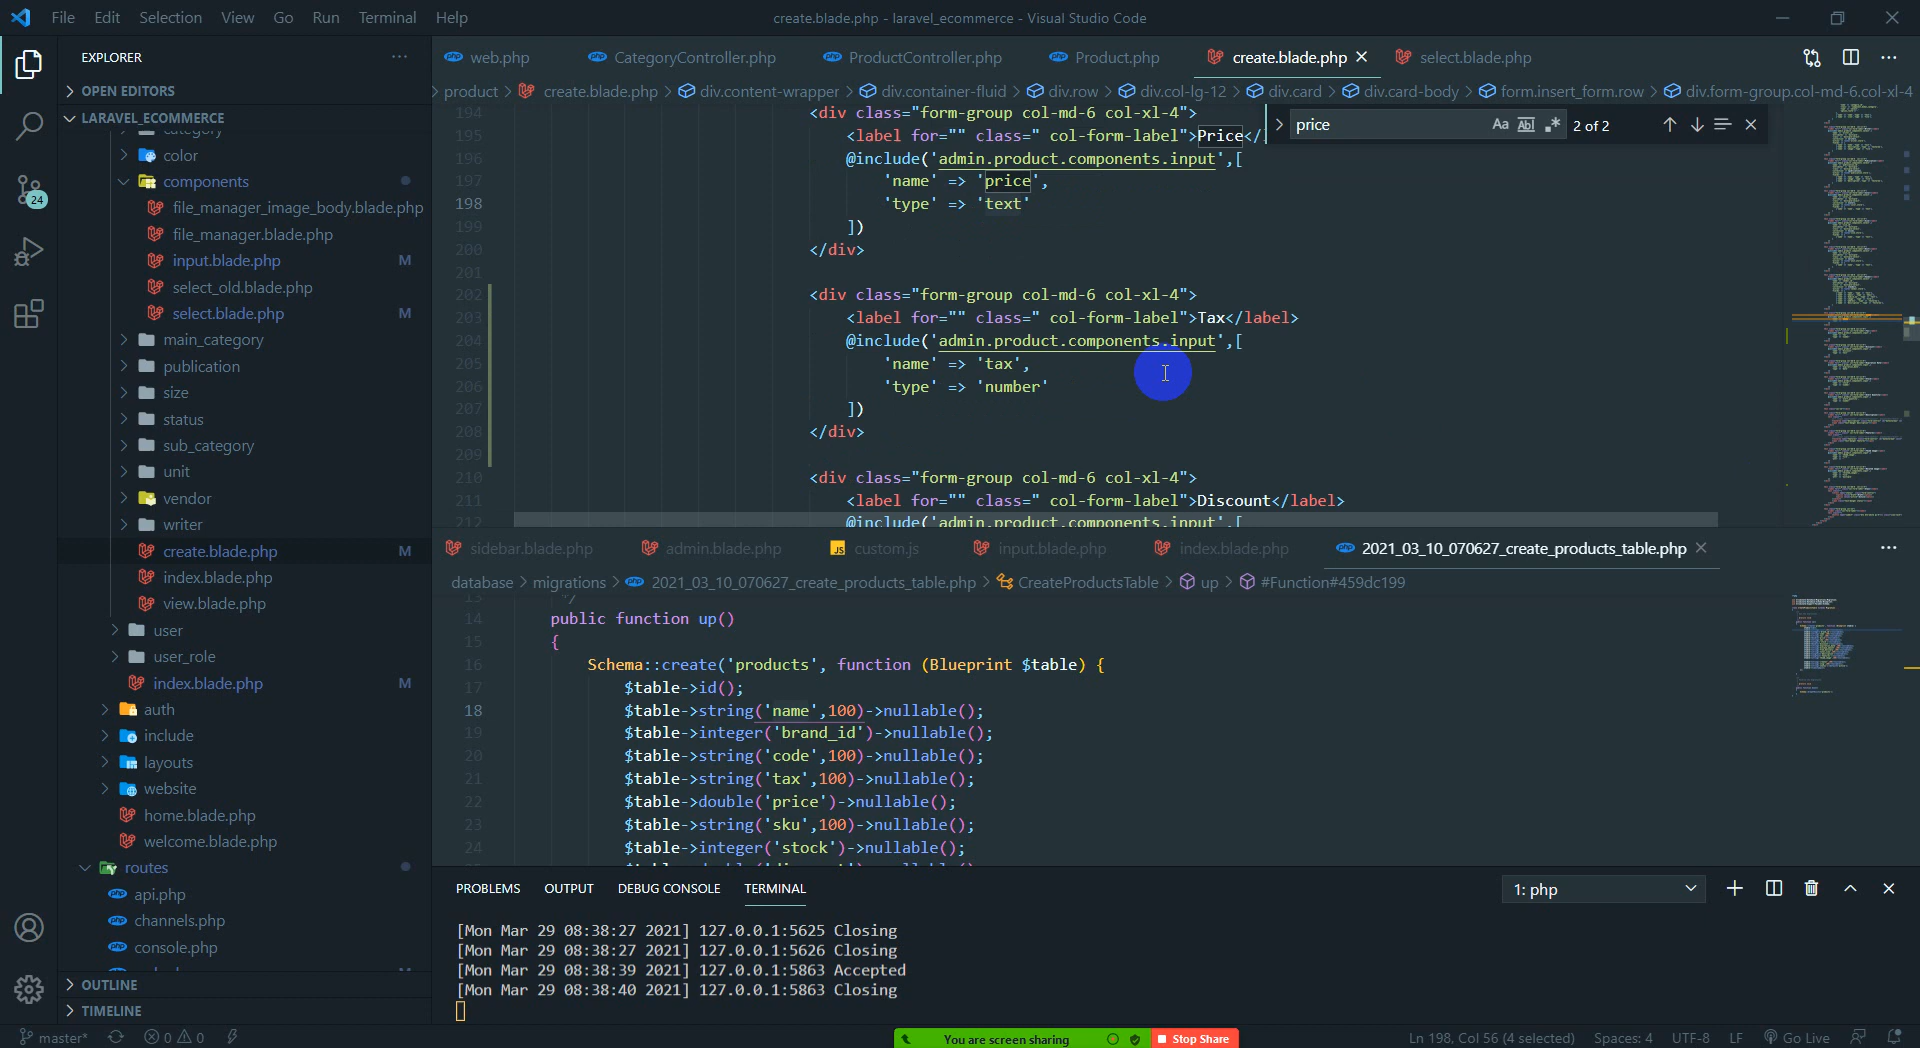 File Edit Selection View Go Run Terminal Help
create.blade.php - laravel_ecommerce - Visual Studio Code
EXPLORER
OPEN EDITORS
LARAVEL_ECOMMERCE
category
color
components
file_manager_image_body.blade.php
file_manager.blade.php
input.blade.php M
select_old.blade.php
select.blade.php M
main_category
publication
size
status
sub_category
unit
vendor
writer
create.blade.php M
index.blade.php
view.blade.php
user
user_role
index.blade.php M
auth
include
layouts
website
home.blade.php
welcome.blade.php
routes
api.php
channels.php
console.php
OUTLINE
TIMELINE
24
web.php CategoryController.php ProductController.php Product.php create.blade.php select.blade.php
product > create.blade.php > div.content-wrapper > div.container-fluid > div.row > div.col-lg-12 > div.card > div.card-body > form.insert_form.row > div.form-group.col-md-6.col-xl-4
price Aa Abl .* 2 of 2
194 <div class="form-group col-md-6 col-xl-4">
195 <label for="" class=" col-form-label">Price</
196 @include('admin.product.components.input',[
197 'name' => 'price',
198 'type' => 'text'
199 ])
200 </div>
201
202 <div class="form-group col-md-6 col-xl-4">
203 <label for="" class=" col-form-label">Tax</label>
204 @include('admin.product.components.input',[
205 'name' => 'tax',
206 'type' => 'number'
207 ])
208 </div>
209
210 <div class="form-group col-md-6 col-xl-4">
211 <label for="" class=" col-form-label">Discount</label>
212 @include('admin.product.components.input',[
sidebar.blade.php admin.blade.php JS custom.js input.blade.php index.blade.php 2021_03_10_070627_create_products_table.php
database > migrations > 2021_03_10_070627_create_products_table.php > CreateProductsTable > up > #Function#459dc199
13 */
14 public function up()
15 {
16 Schema::create('products', function (Blueprint $table) {
17 $table->id();
18 $table->string('name',100)->nullable();
19 $table->integer('brand_id')->nullable();
20 $table->string('code',100)->nullable();
21 $table->string('tax',100)->nullable();
22 $table->double('price')->nullable();
23 $table->string('sku',100)->nullable();
24 $table->integer('stock')->nullable();
PROBLEMS OUTPUT DEBUG CONSOLE TERMINAL
1: php
[Mon Mar 29 08:38:27 2021] 127.0.0.1:5625 Closing
[Mon Mar 29 08:38:27 2021] 127.0.0.1:5626 Closing
[Mon Mar 29 08:38:39 2021] 127.0.0.1:5863 Accepted
[Mon Mar 29 08:38:40 2021] 127.0.0.1:5863 Closing
master* 0 0
You are screen sharing Stop Share
Ln 198, Col 56 (4 selected) Spaces: 4 UTF-8 LF Go Live